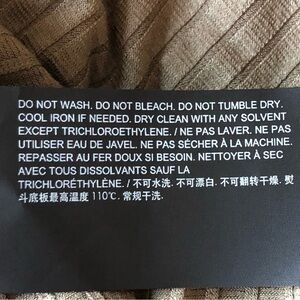 DO NOT WASH. DO NOT BLEACH. DO NOT TUMBLE DRY.
COOL IRON IF NEEDED. DRY CLEAN WITH ANY SOLVENT
EXCEPT TRICHLOROETHYLENE. / NE PAS LAVER. NE PAS
UTILISER EAU DE JAVEL. NE PAS SÉCHER À LA MACHINE.
REPASSER AU FER DOUX SI BESOIN. NETTOYER À SEC
AVEC TOUS DISSOLVANTS SAUF LA
TRICHLORÉTHYLÈNE. / 不可水洗. 不可漂白. 不可翻转干燥. 熨
斗底板最高温度 110℃. 常规干洗.